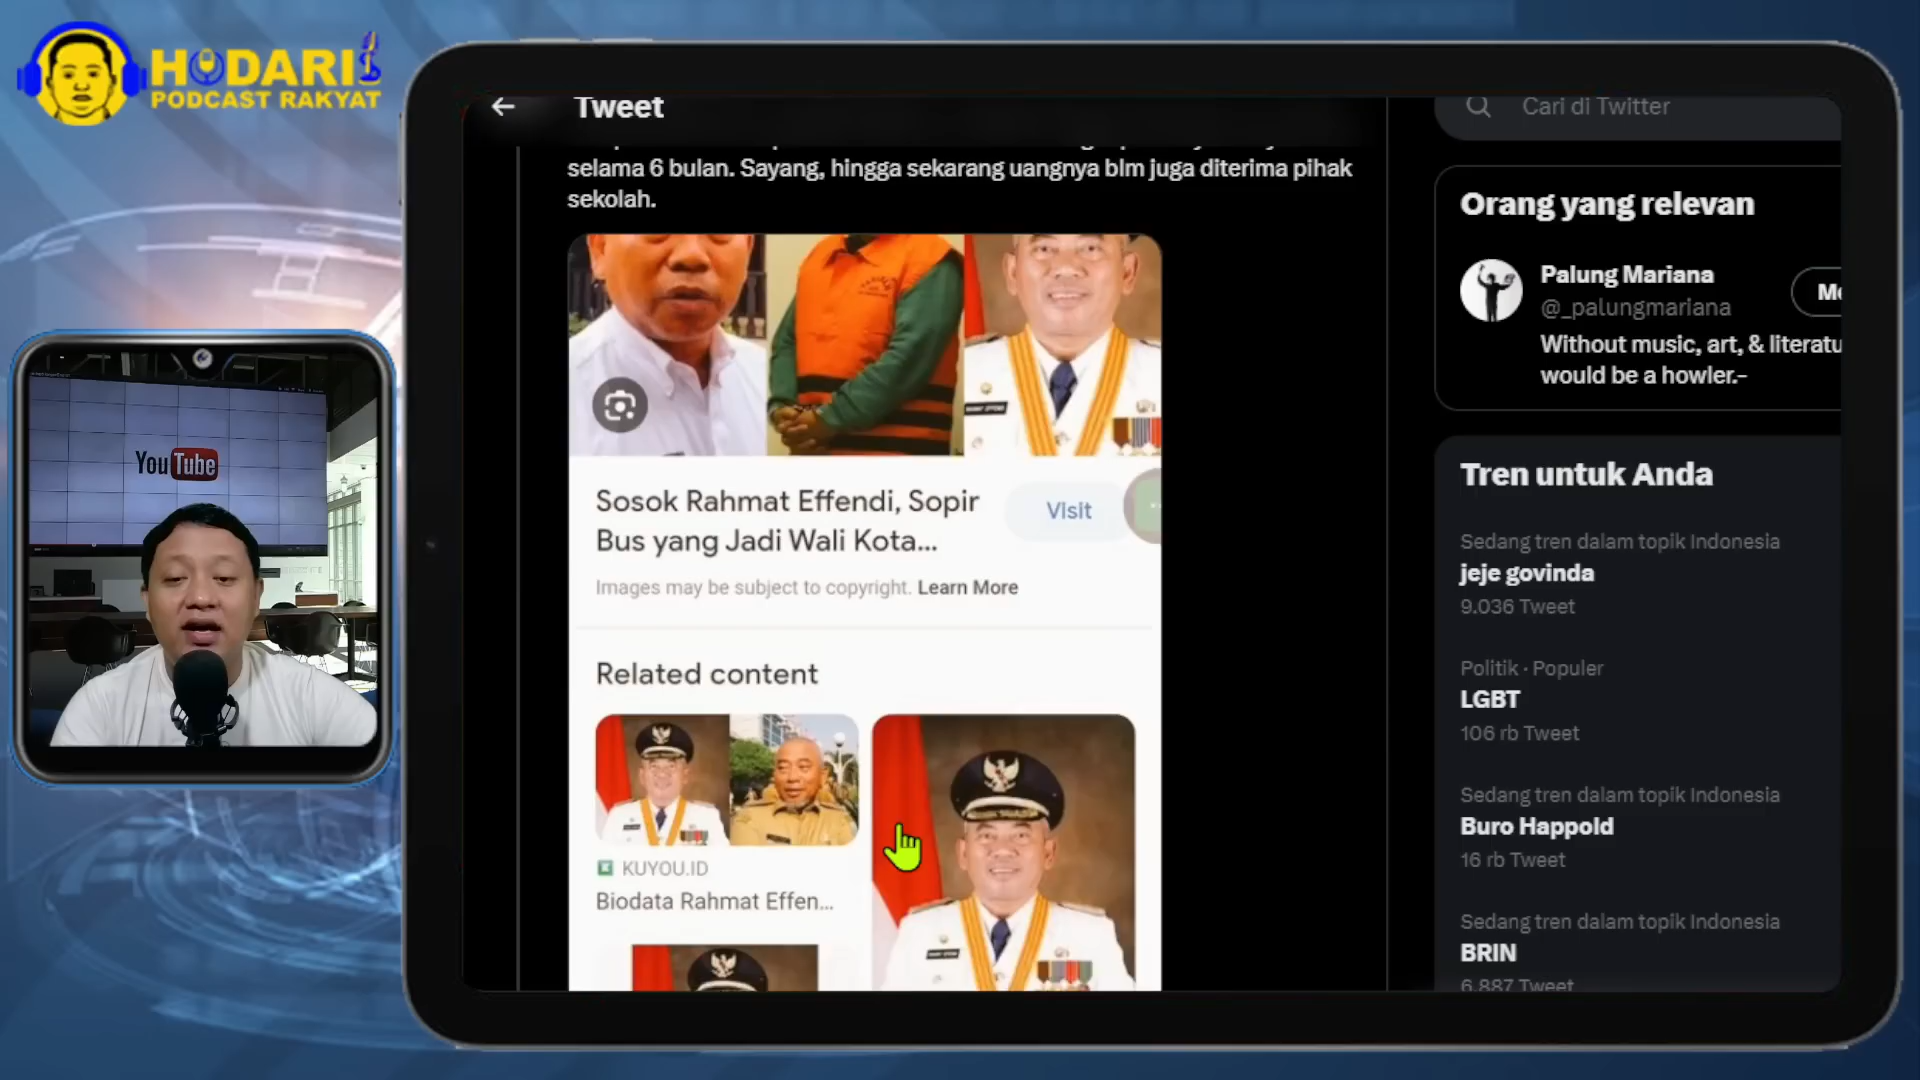 HODARI
PODCAST RAKYAT
YouTube
Tweet
selama 6 bulan. Sayang, hingga sekarang uangnya blm juga diterima pihak
sekolah.
Sosok Rahmat Effendi, Sopir
Bus yang Jadi Wali Kota...
Visit
Images may be subject to copyright. Learn More
Related content
KUYOU.ID
Biodata Rahmat Effen...
Cari di Twitter
Orang yang relevan
Palung Mariana
@_palungmariana
Without music, art, & literatu
would be a howler.-
Tren untuk Anda
Sedang tren dalam topik Indonesia
jeje govinda
9.036 Tweet
Politik · Populer
LGBT
106 rb Tweet
Sedang tren dalam topik Indonesia
Buro Happold
16 rb Tweet
Sedang tren dalam topik Indonesia
BRIN
6.887 Tweet